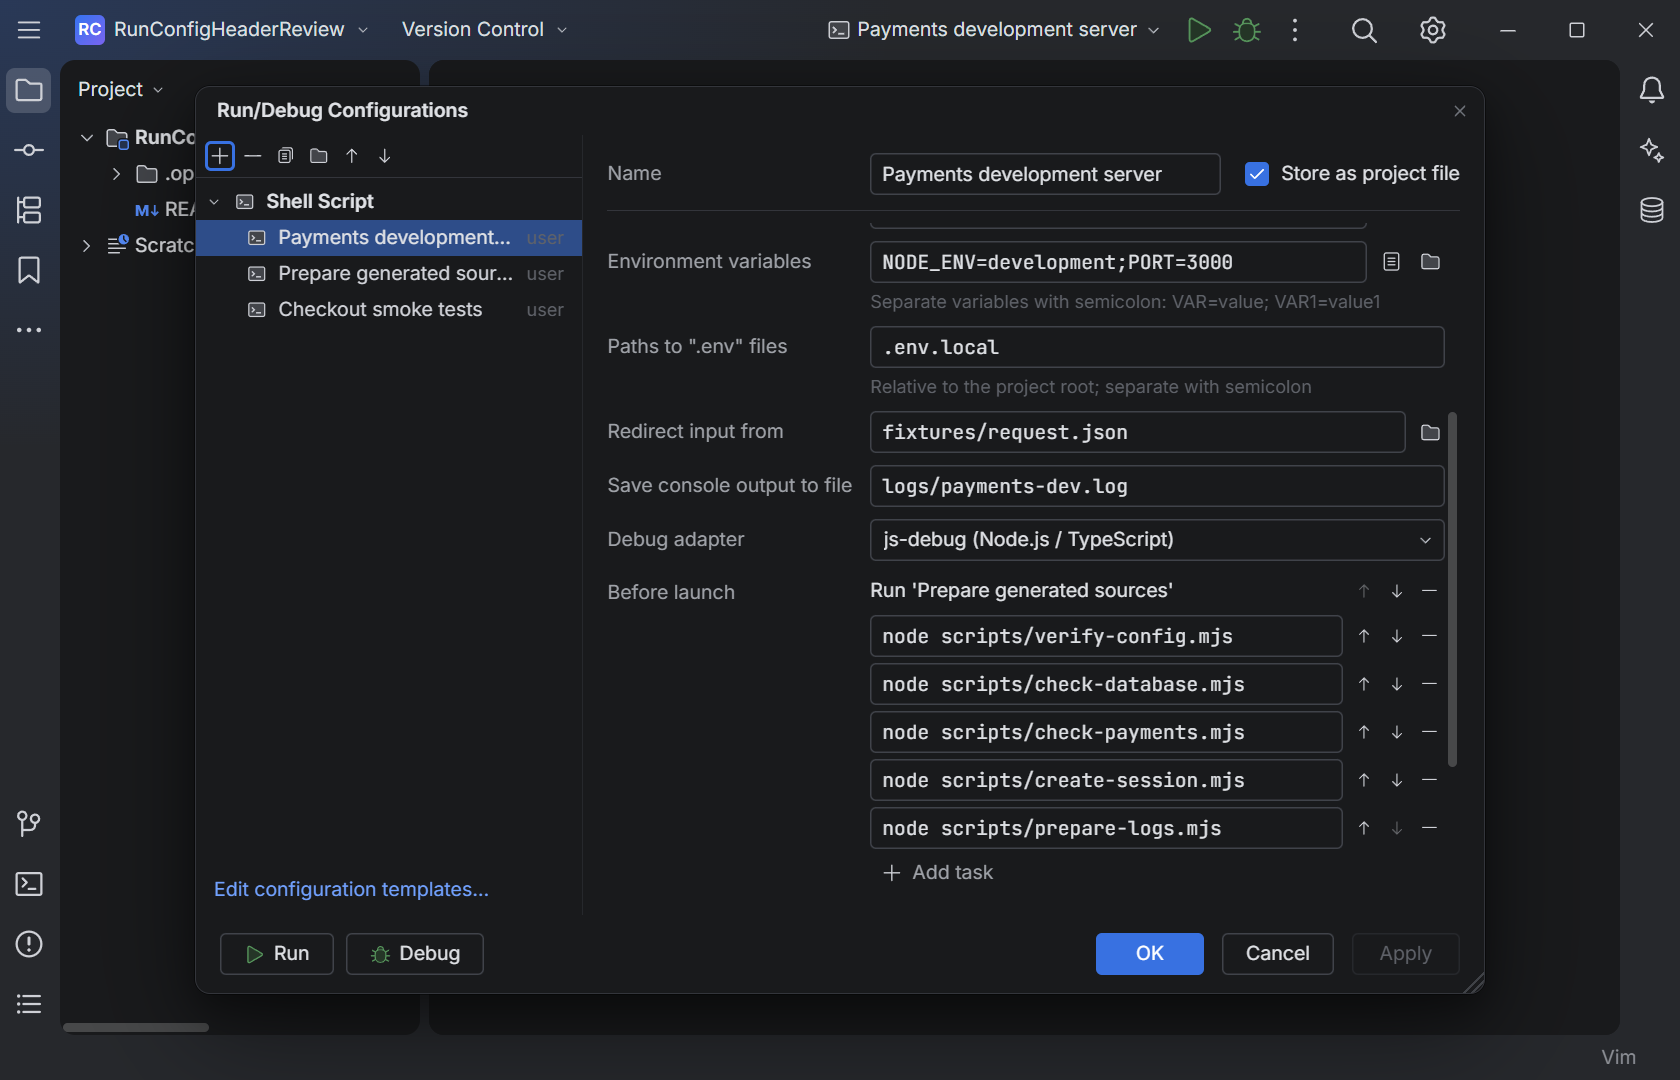 RC RunConfigHeaderReview Version Control Payments development server
Project
RunCo
.op
M↓ REA
Scratc
Run/Debug Configurations
Shell Script
Payments development... user
Prepare generated sour... user
Checkout smoke tests user
Edit configuration templates...
Name Payments development server Store as project file
Environment variables NODE_ENV=development;PORT=3000
Separate variables with semicolon: VAR=value; VAR1=value1
Paths to ".env" files .env.local
Relative to the project root; separate with semicolon
Redirect input from fixtures/request.json
Save console output to file logs/payments-dev.log
Debug adapter js-debug (Node.js / TypeScript)
Before launch Run 'Prepare generated sources'
node scripts/verify-config.mjs
node scripts/check-database.mjs
node scripts/check-payments.mjs
node scripts/create-session.mjs
node scripts/prepare-logs.mjs
Add task
Run Debug OK Cancel Apply
Vim